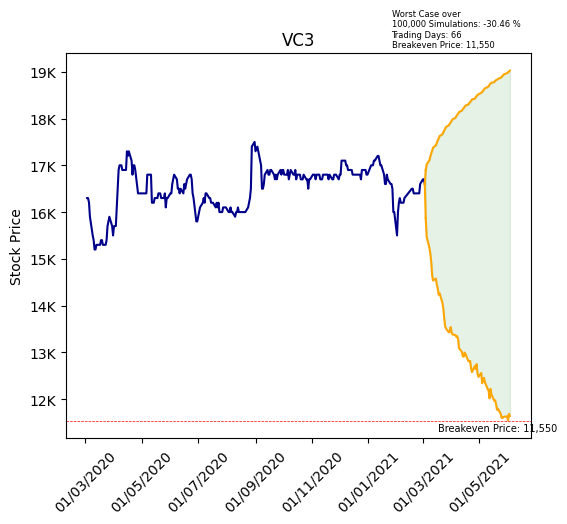 Worst Case over
100,000 Simulations: -30.46 %
Trading Days: 66
Breakeven Price: 11,550
VC3
Stock Price
19K
18K
17K
16K
15K
14K
13K
12K
Breakeven Price: 11,550
01/03/2020
01/05/2020
01/07/2020
01/09/2020
01/11/2020
01/01/2021
01/03/2021
01/05/2021